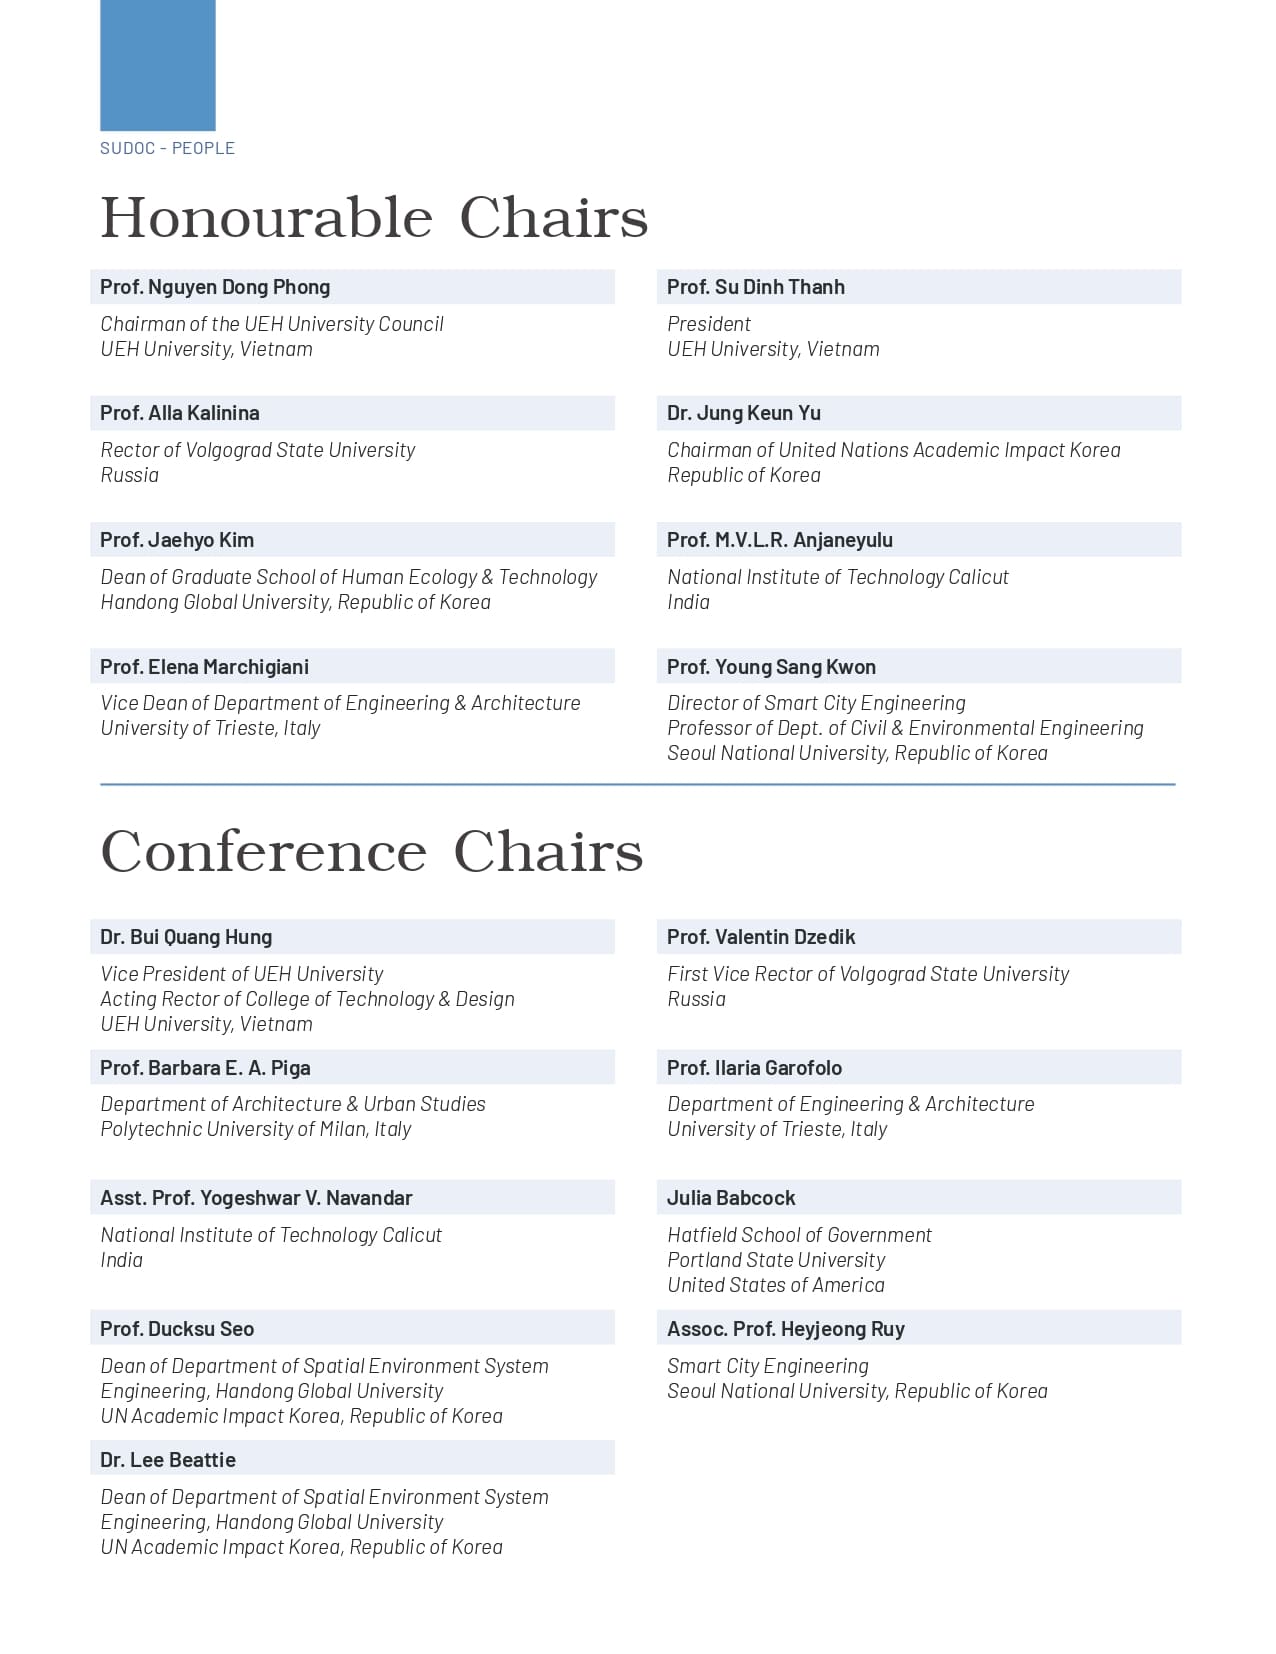 SUDOC - PEOPLE
Honourable Chairs
Prof. Nguyen Dong Phong
Chairman of the UEH University Council
UEH University, Vietnam
Prof. Su Dinh Thanh
President
UEH University, Vietnam
Prof. Alla Kalinina
Rector of Volgograd State University
Russia
Dr. Jung Keun Yu
Chairman of United Nations Academic Impact Korea
Republic of Korea
Prof. Jaehyo Kim
Dean of Graduate School of Human Ecology & Technology
Handong Global University, Republic of Korea
Prof. M.V.L.R. Anjaneyulu
National Institute of Technology Calicut
India
Prof. Elena Marchigiani
Vice Dean of Department of Engineering & Architecture
University of Trieste, Italy
Prof. Young Sang Kwon
Director of Smart City Engineering
Professor of Dept. of Civil & Environmental Engineering
Seoul National University, Republic of Korea
Conference Chairs
Dr. Bui Quang Hung
Vice President of UEH University
Acting Rector of College of Technology & Design
UEH University, Vietnam
Prof. Valentin Dzedik
First Vice Rector of Volgograd State University
Russia
Prof. Barbara E. A. Piga
Department of Architecture & Urban Studies
Polytechnic University of Milan, Italy
Prof. Ilaria Garofolo
Department of Engineering & Architecture
University of Trieste, Italy
Asst. Prof. Yogeshwar V. Navandar
National Institute of Technology Calicut
India
Julia Babcock
Hatfield School of Government
Portland State University
United States of America
Prof. Ducksu Seo
Dean of Department of Spatial Environment System
Engineering, Handong Global University
UN Academic Impact Korea, Republic of Korea
Assoc. Prof. Heyjeong Ruy
Smart City Engineering
Seoul National University, Republic of Korea
Dr. Lee Beattie
Dean of Department of Spatial Environment System
Engineering, Handong Global University
UN Academic Impact Korea, Republic of Korea